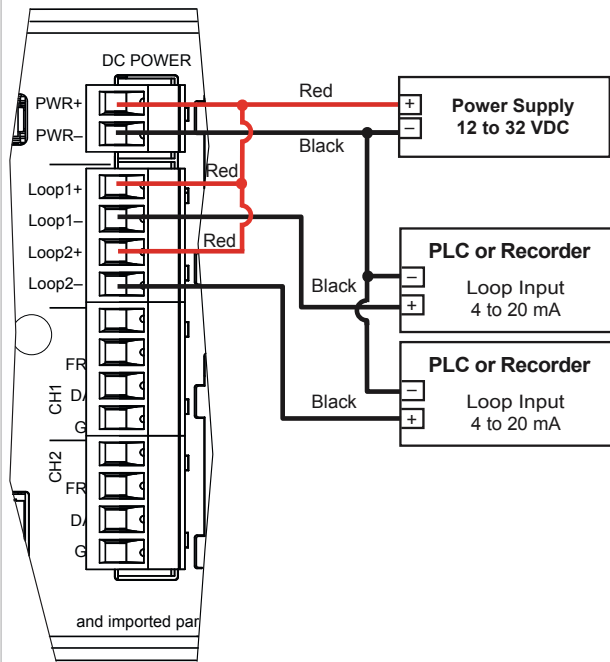 DC POWER
PWR+
PWR–
Loop1+
Loop1–
Loop2+
Loop2–
CH1
FR
D/
G
CH2
FR
D/
G
and imported par
Red
Black
Red
Red
Black
Black
+
–
Power Supply
12 to 32 VDC
–
+
PLC or Recorder
Loop Input
4 to 20 mA
–
+
PLC or Recorder
Loop Input
4 to 20 mA